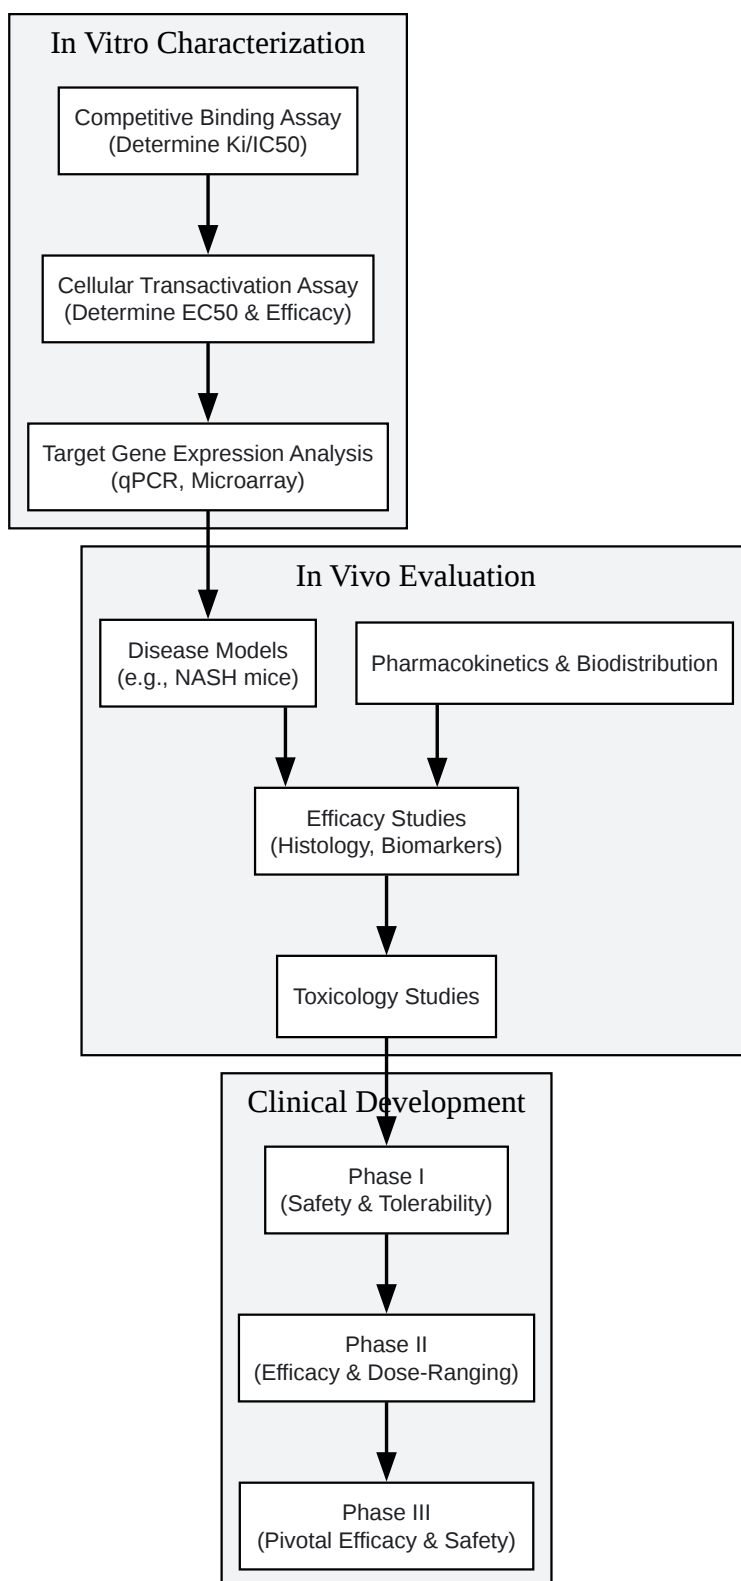 In Vitro Characterization
Competitive Binding Assay
(Determine Ki/IC50)
Cellular Transactivation Assay
(Determine EC50 & Efficacy)
Target Gene Expression Analysis
(qPCR, Microarray)
In Vivo Evaluation
Disease Models
(e.g., NASH mice)
Pharmacokinetics & Biodistribution
Efficacy Studies
(Histology, Biomarkers)
Toxicology Studies
Clinical Development
Phase I
(Safety & Tolerability)
Phase II
(Efficacy & Dose-Ranging)
Phase III
(Pivotal Efficacy & Safety)